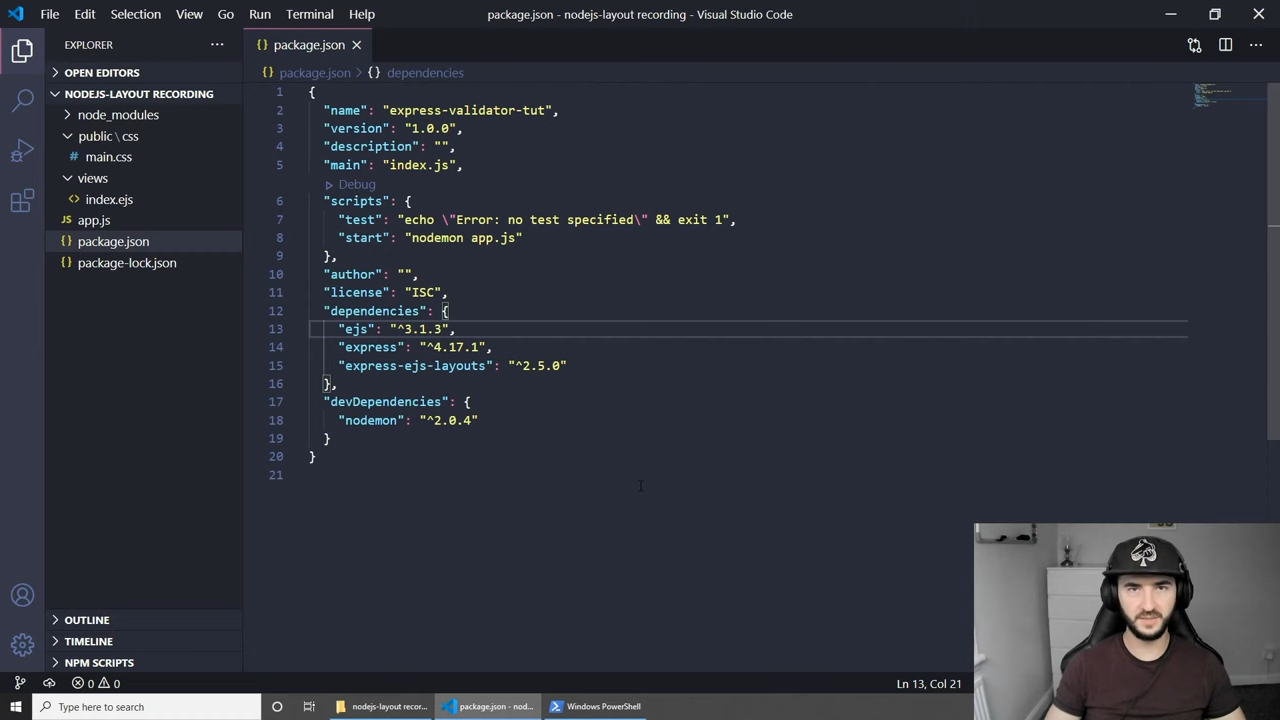 File Edit Selection View Go Run Terminal Help
package.json - nodejs-layout recording - Visual Studio Code
EXPLORER
OPEN EDITORS
NODEJS-LAYOUT RECORDING
node_modules
public \ css
# main.css
views
<> index.ejs
app.js
{} package.json
{} package-lock.json
OUTLINE
TIMELINE
NPM SCRIPTS
{} package.json
{} package.json > {} dependencies
1 {
2 "name": "express-validator-tut",
3 "version": "1.0.0",
4 "description": "",
5 "main": "index.js",
Debug
6 "scripts": {
7 "test": "echo \"Error: no test specified\" && exit 1",
8 "start": "nodemon app.js"
9 },
10 "author": "",
11 "license": "ISC",
12 "dependencies": {
13 "ejs": "^3.1.3",
14 "express": "^4.17.1",
15 "express-ejs-layouts": "^2.5.0"
16 },
17 "devDependencies": {
18 "nodemon": "^2.0.4"
19 }
20 }
21
0 0
Ln 13, Col 21
Type here to search
nodejs-layout recor...
package.json - nod...
Windows PowerShell